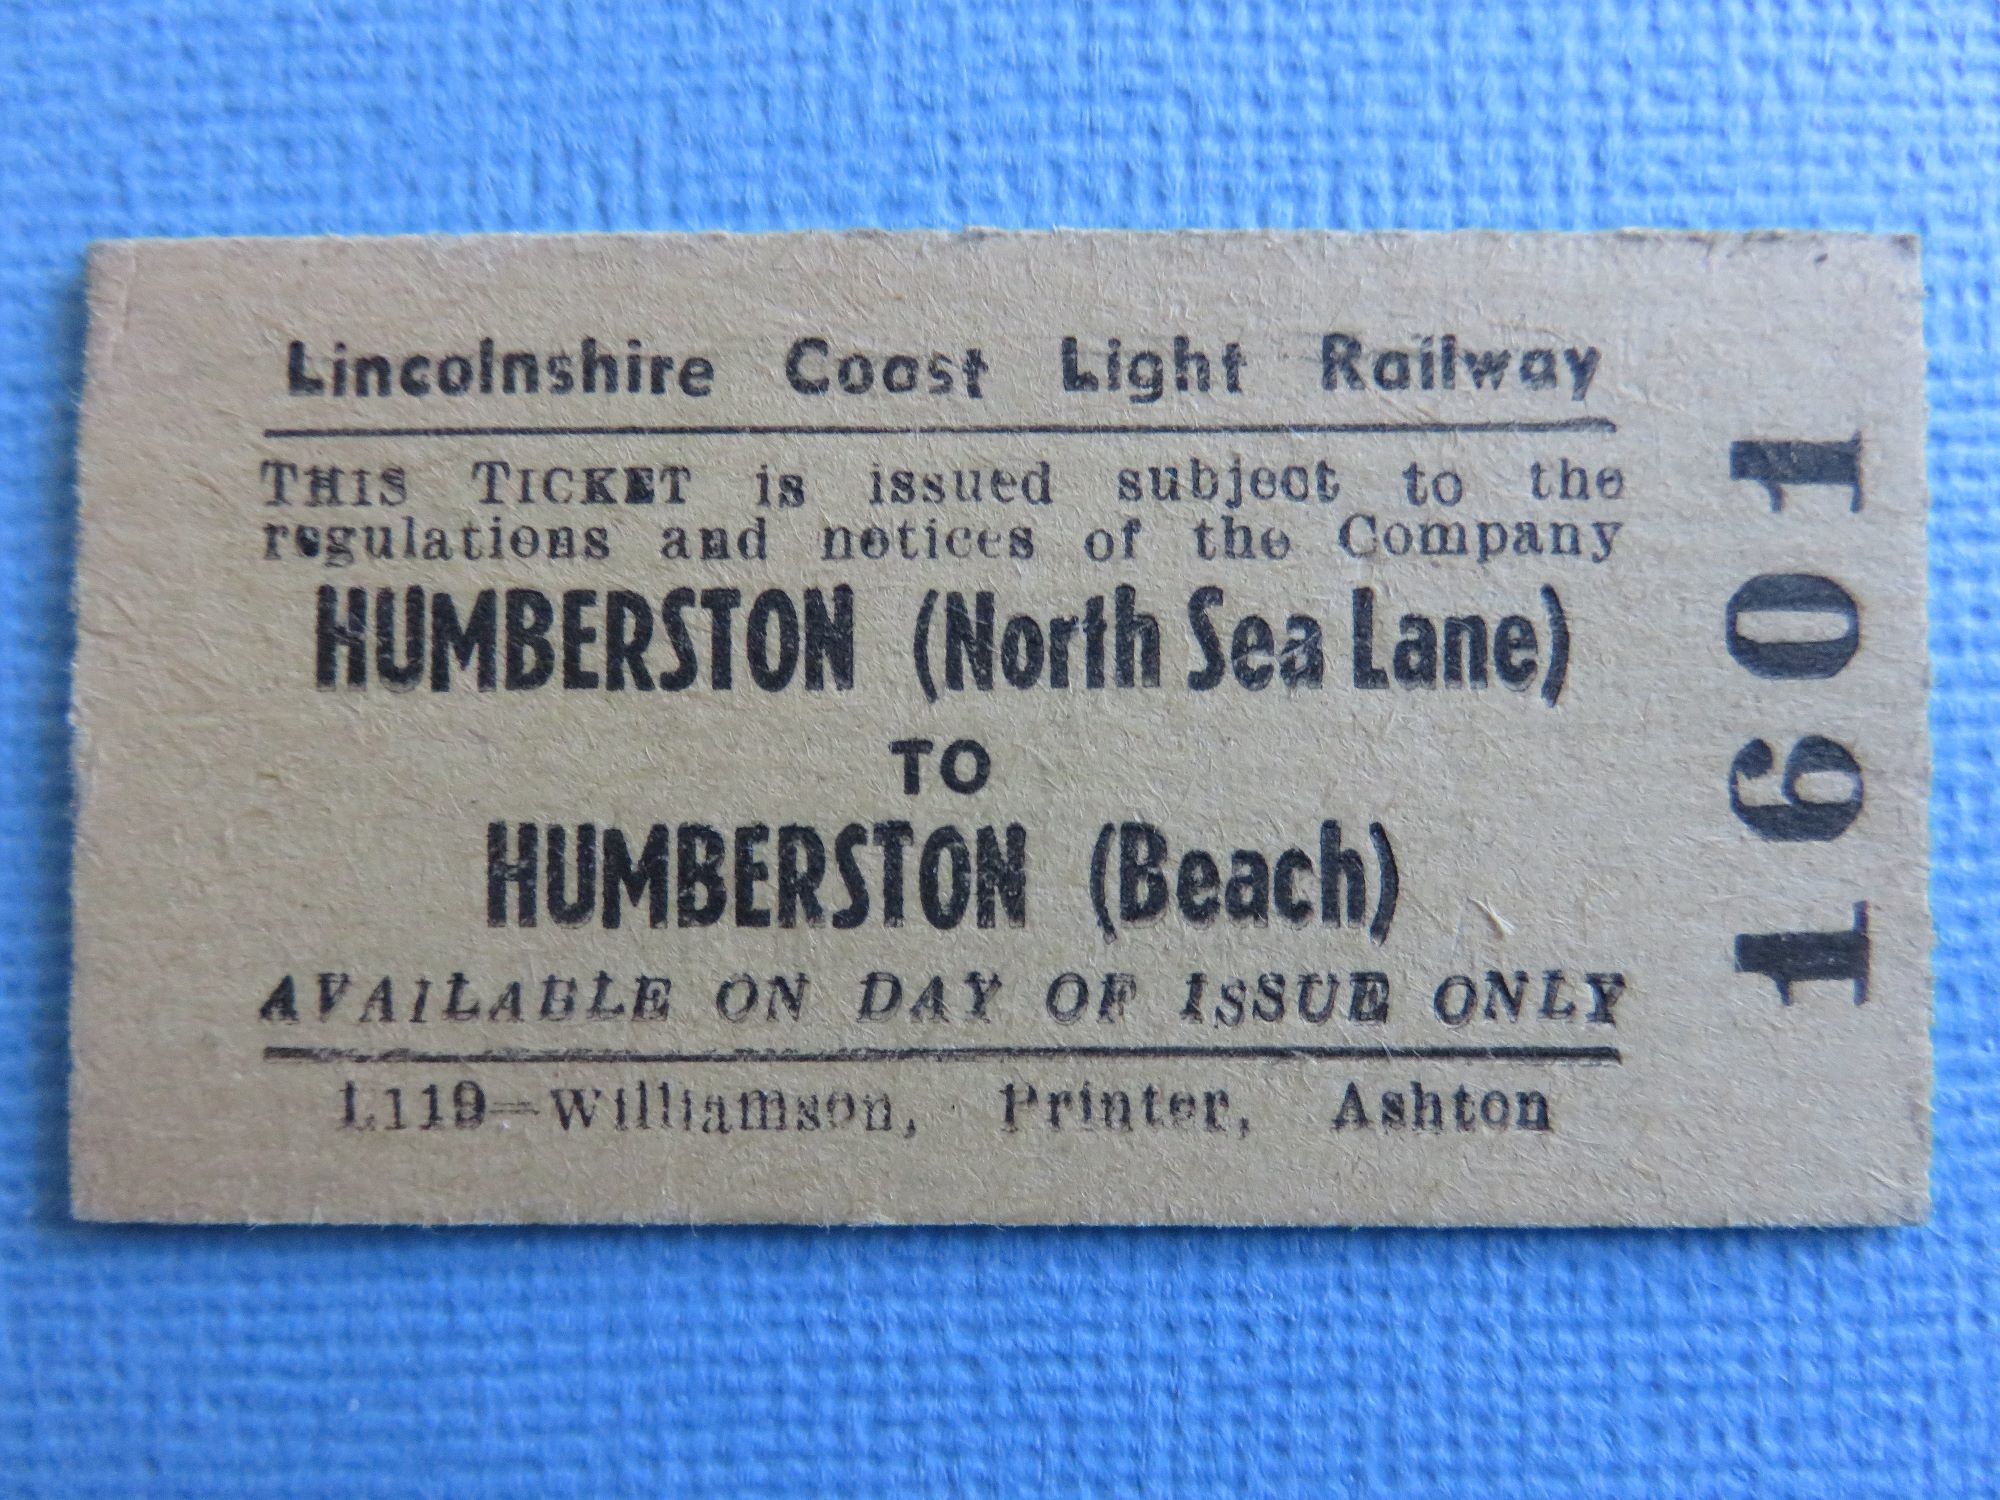 Lincolnshire Coast Light Railway
THIS TICKET is issued subject to the
regulations and notices of the Company
HUMBERSTON (North Sea Lane)
TO
HUMBERSTON (Beach)
AVAILABLE ON DAY OF ISSUE ONLY
L119—Williamson, Printer, Ashton
1601